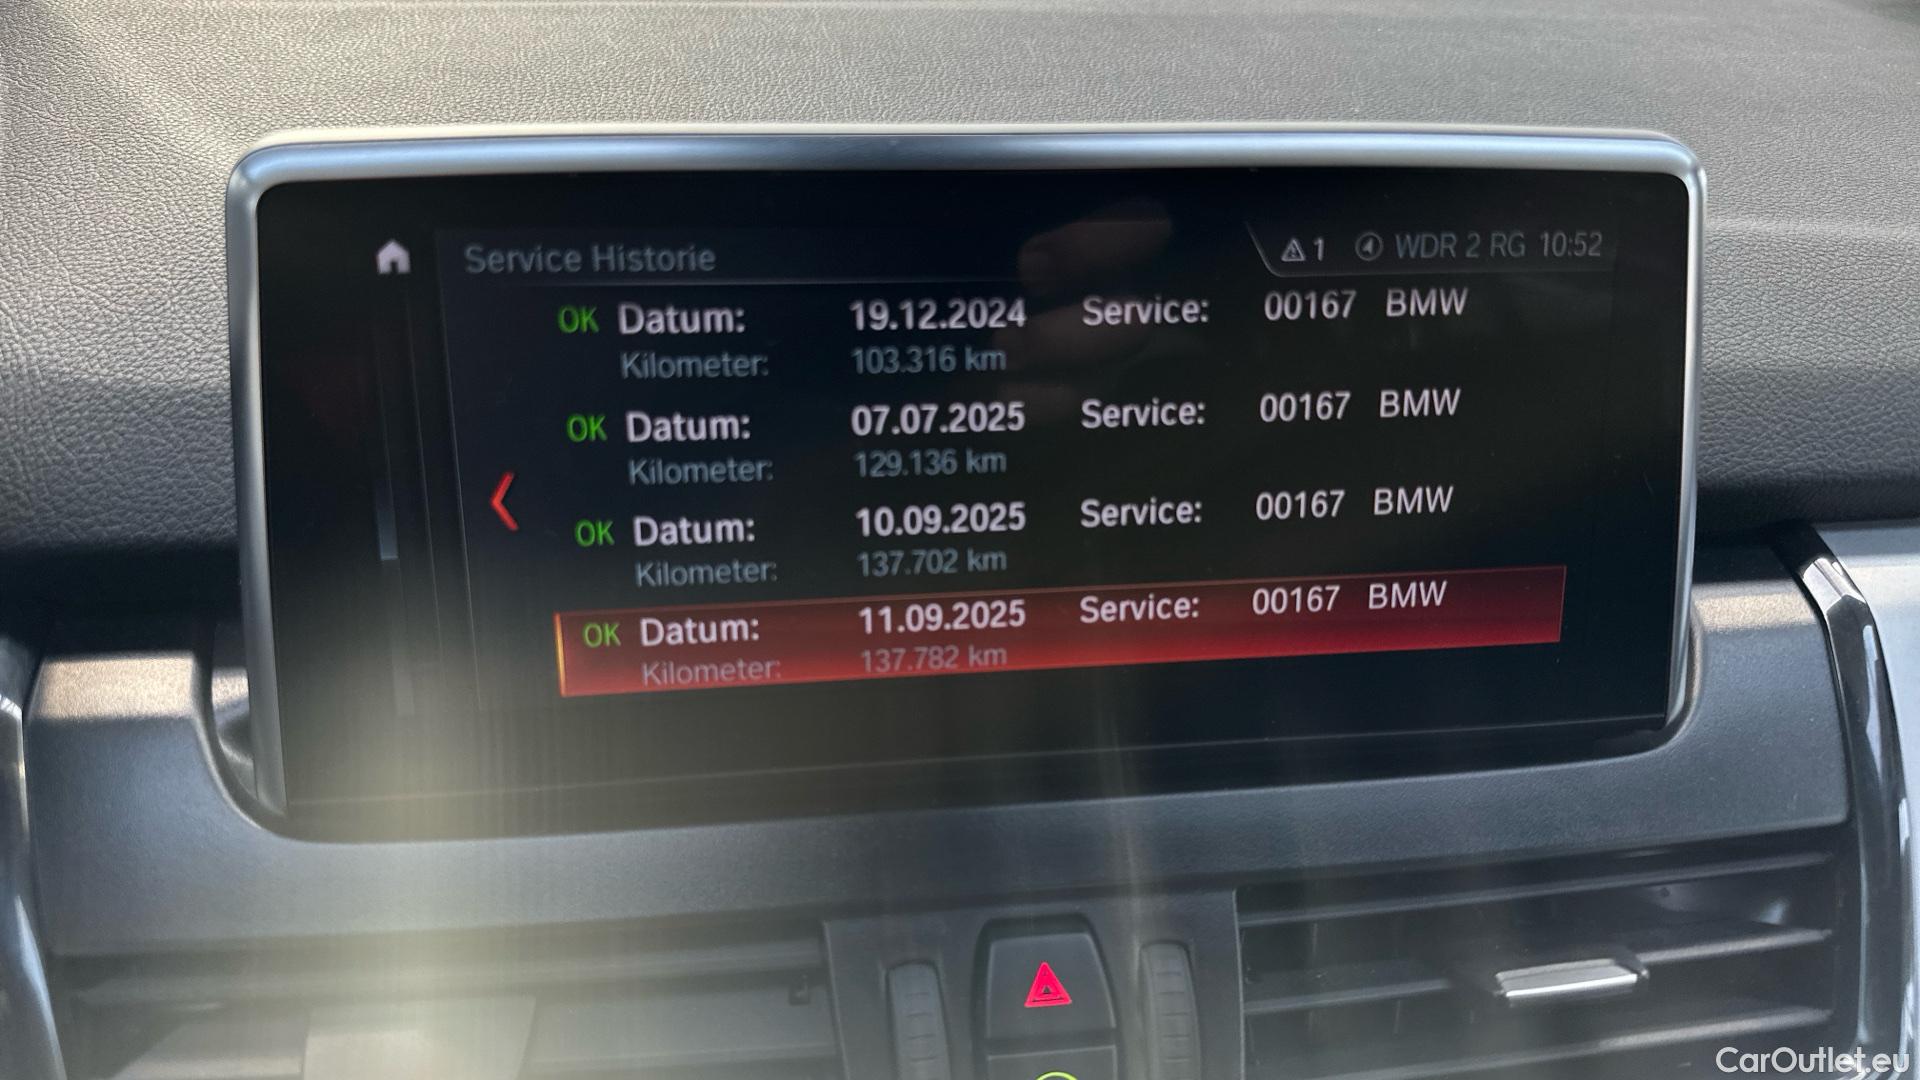 Service Historie
1 WDR 2 RG 10:52
OK Datum: 19.12.2024 Service: 00167 BMW
Kilometer: 103.316 km
OK Datum: 07.07.2025 Service: 00167 BMW
Kilometer: 129.136 km
OK Datum: 10.09.2025 Service: 00167 BMW
Kilometer: 137.702 km
OK Datum: 11.09.2025 Service: 00167 BMW
Kilometer: 137.782 km
CarOutlet.eu